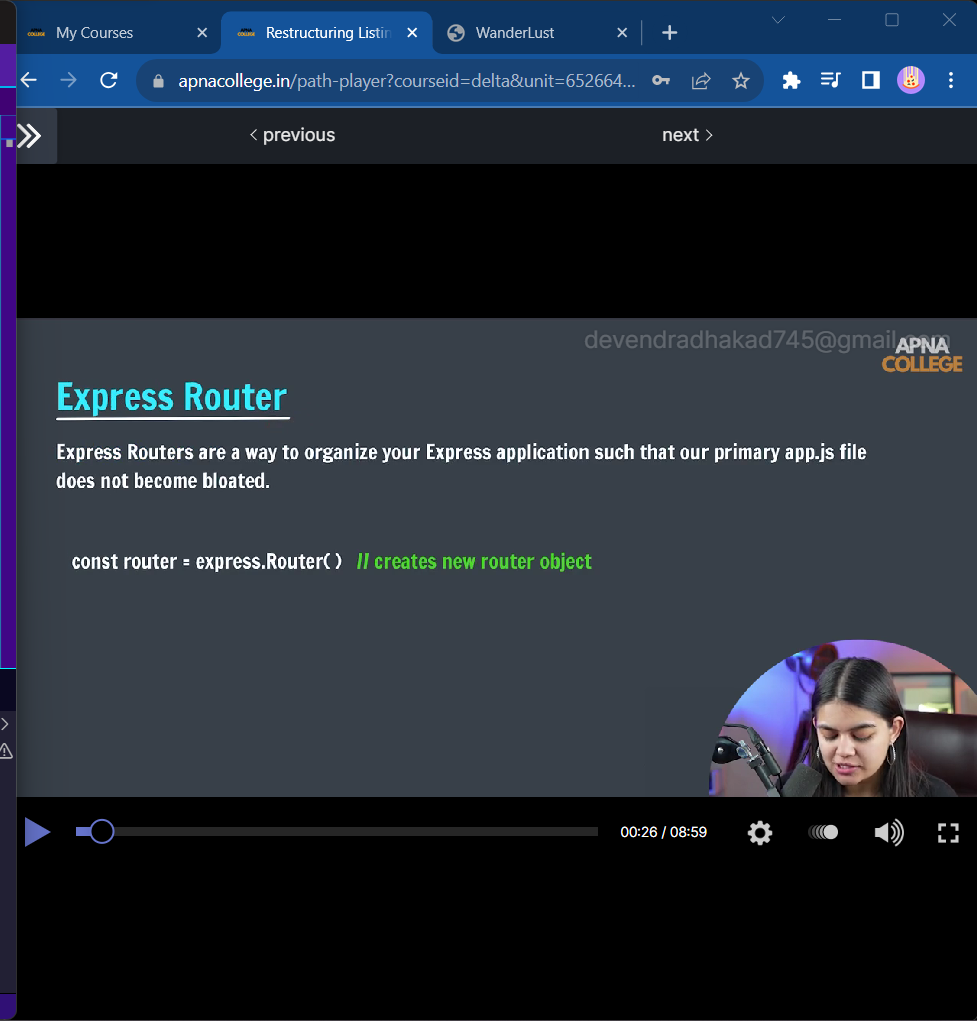 My Courses
Restructuring Listin
WanderLust
apnacollege.in/path-player?courseid=delta&unit=652664...
previous
next
devendradhakad745@gmail.com
APNA
COLLEGE
Express Router
Express Routers are a way to organize your Express application such that our primary app.js file
does not become bloated.
const router = express.Router( ) // creates new router object
00:26 / 08:59